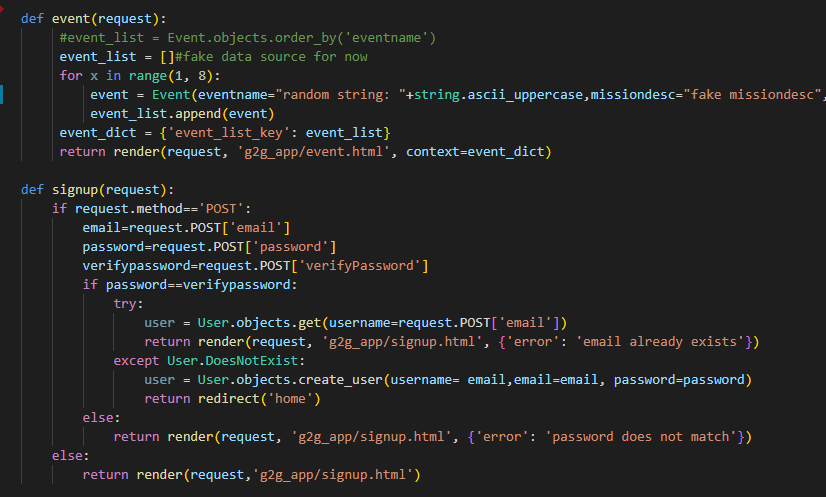 def event(request):
    #event_list = Event.objects.order_by('eventname')
    event_list = []#fake data source for now
    for x in range(1, 8):
        event = Event(eventname="random string: "+string.ascii_uppercase,missiondesc="fake missiondesc",
        event_list.append(event)
    event_dict = {'event_list_key': event_list}
    return render(request, 'g2g_app/event.html', context=event_dict)

def signup(request):
    if request.method=='POST':
        email=request.POST['email']
        password=request.POST['password']
        verifypassword=request.POST['verifyPassword']
        if password==verifypassword:
            try:
                user = User.objects.get(username=request.POST['email'])
                return render(request, 'g2g_app/signup.html', {'error': 'email already exists'})
            except User.DoesNotExist:
                user = User.objects.create_user(username= email,email=email, password=password)
                return redirect('home')
        else:
            return render(request, 'g2g_app/signup.html', {'error': 'password does not match'})
    else:
        return render(request,'g2g_app/signup.html')